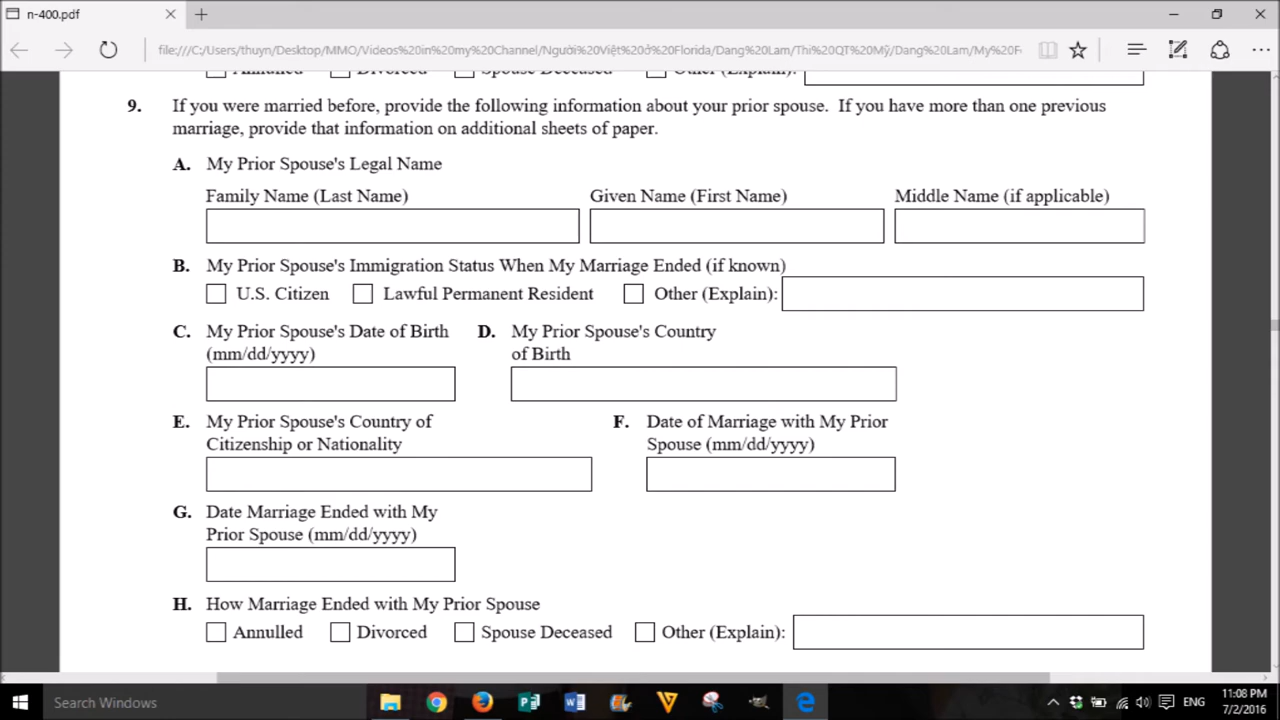 n-400.pdf
file:///C:/Users/thuyn/Desktop/MMO/Videos%20in%20my%20Channel/Người%20Việt%20ở%20Florida/Dang%20Lam/Thi%20QT%20Mỹ/Dang%20Lam/My%20F
Annulled Divorced Spouse Deceased Other (Explain):
9. If you were married before, provide the following information about your prior spouse. If you have more than one previous
marriage, provide that information on additional sheets of paper.
A. My Prior Spouse's Legal Name
Family Name (Last Name) Given Name (First Name) Middle Name (if applicable)
B. My Prior Spouse's Immigration Status When My Marriage Ended (if known)
U.S. Citizen Lawful Permanent Resident Other (Explain):
C. My Prior Spouse's Date of Birth D. My Prior Spouse's Country
(mm/dd/yyyy) of Birth
E. My Prior Spouse's Country of F. Date of Marriage with My Prior
Citizenship or Nationality Spouse (mm/dd/yyyy)
G. Date Marriage Ended with My
Prior Spouse (mm/dd/yyyy)
H. How Marriage Ended with My Prior Spouse
Annulled Divorced Spouse Deceased Other (Explain):
Search Windows
ENG
11:08 PM
7/2/2016